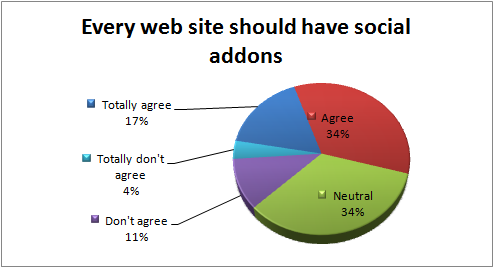 Every web site should have social
addons
Totally agree
17%
Agree
34%
Totally don't
agree
4%
Neutral
34%
Don't agree
11%